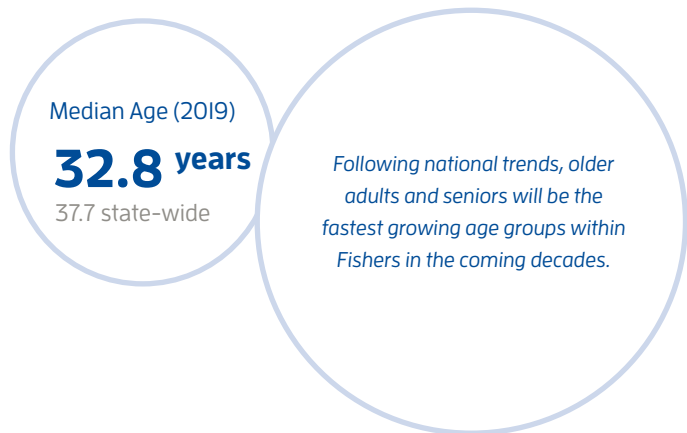 Median Age (2019)
32.8 years
37.7 state-wide
Following national trends, older
adults and seniors will be the
fastest growing age groups within
Fishers in the coming decades.